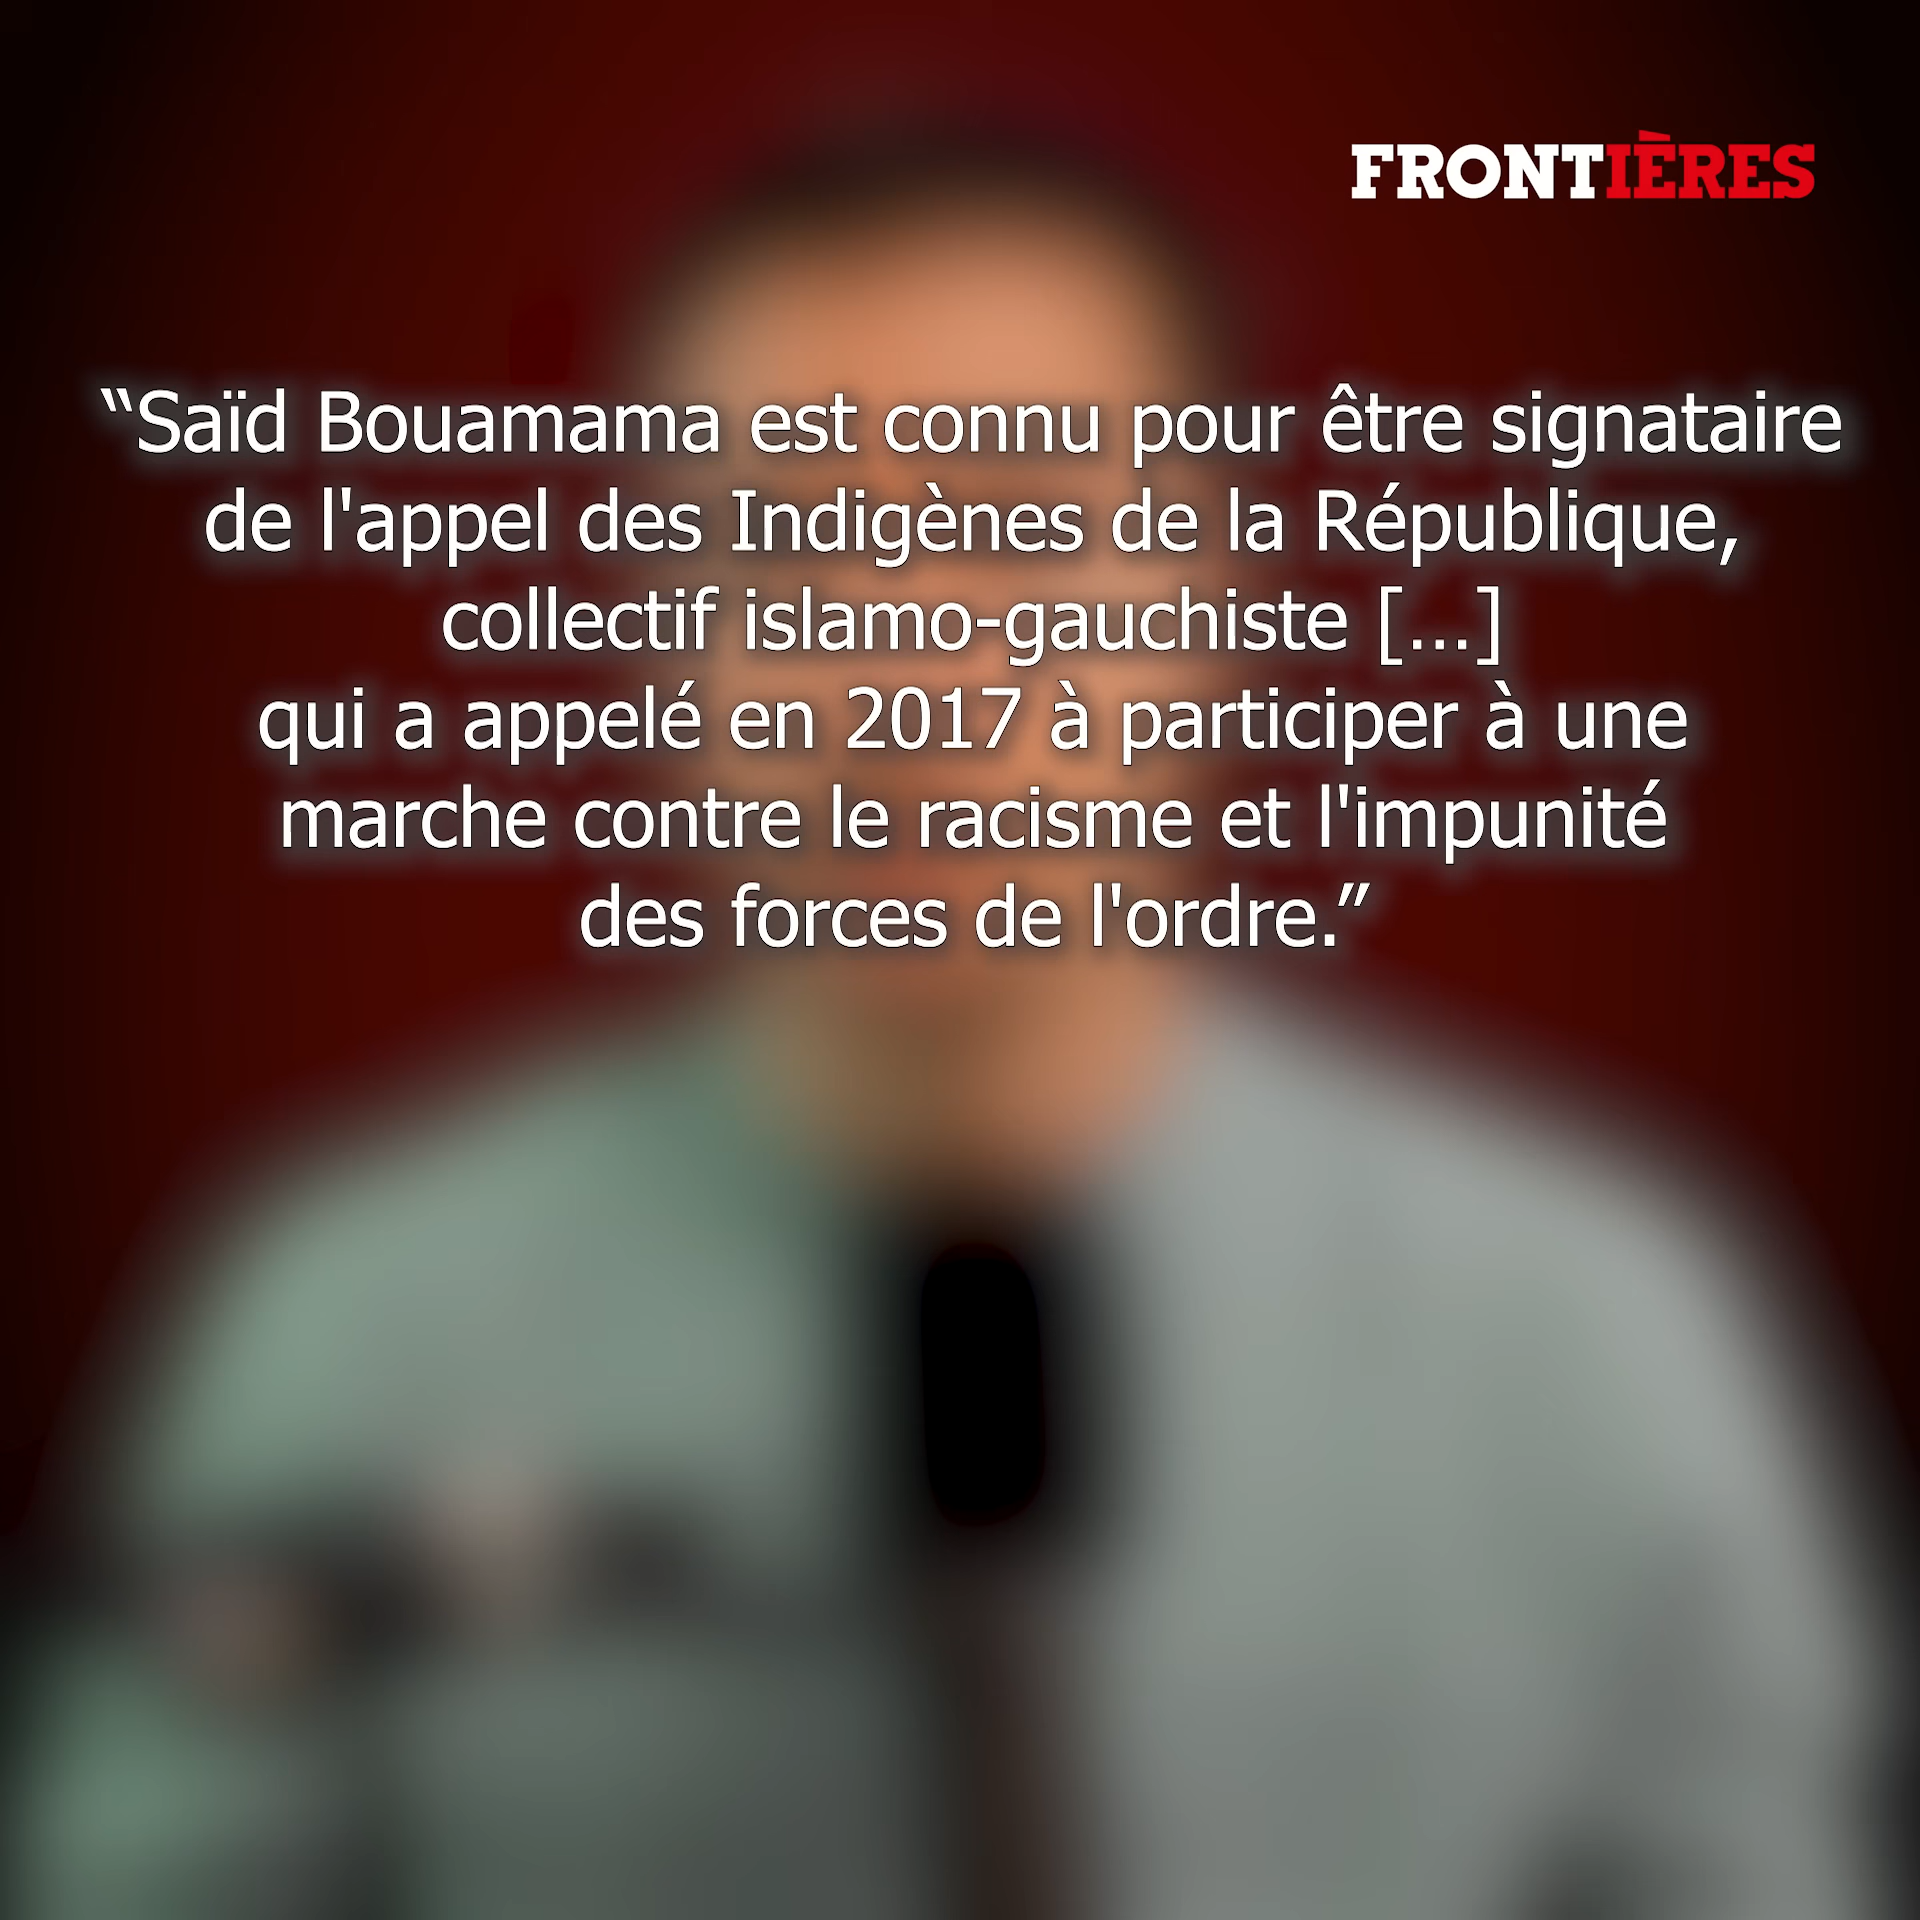 FRONTIÈRES
“Saïd Bouamama est connu pour être signataire
de l'appel des Indigènes de la République,
collectif islamo-gauchiste [...]
qui a appelé en 2017 à participer à une
marche contre le racisme et l'impunité
des forces de l'ordre.”